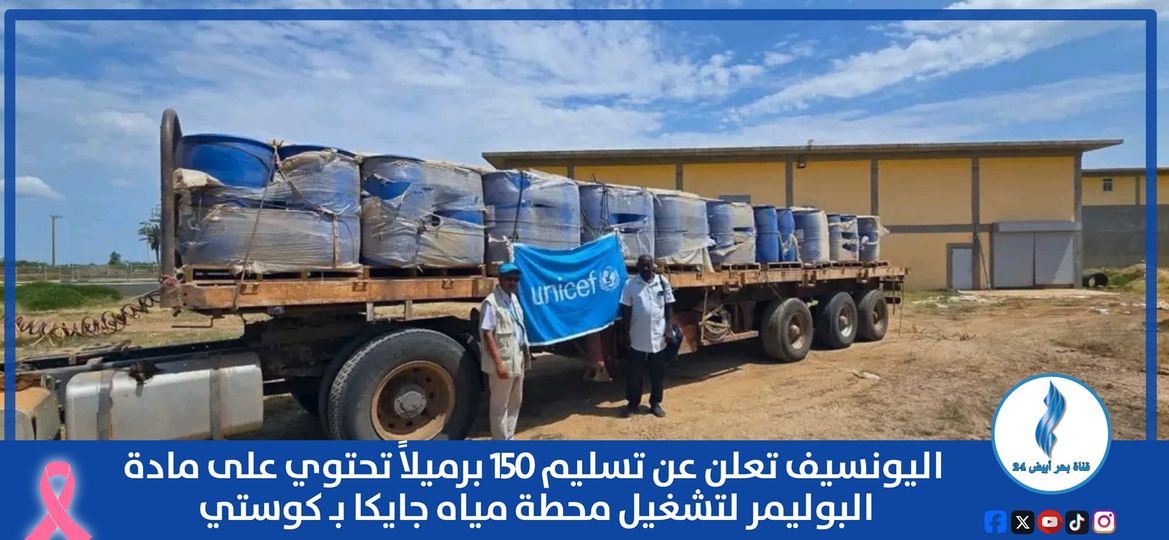 unicef
اليونسيف تعلن عن تسليم 150 برميلاً تحتوي على مادة
البوليمر لتشغيل محطة مياه جايكا بـ كوستي
قناة بحر أبيض 24